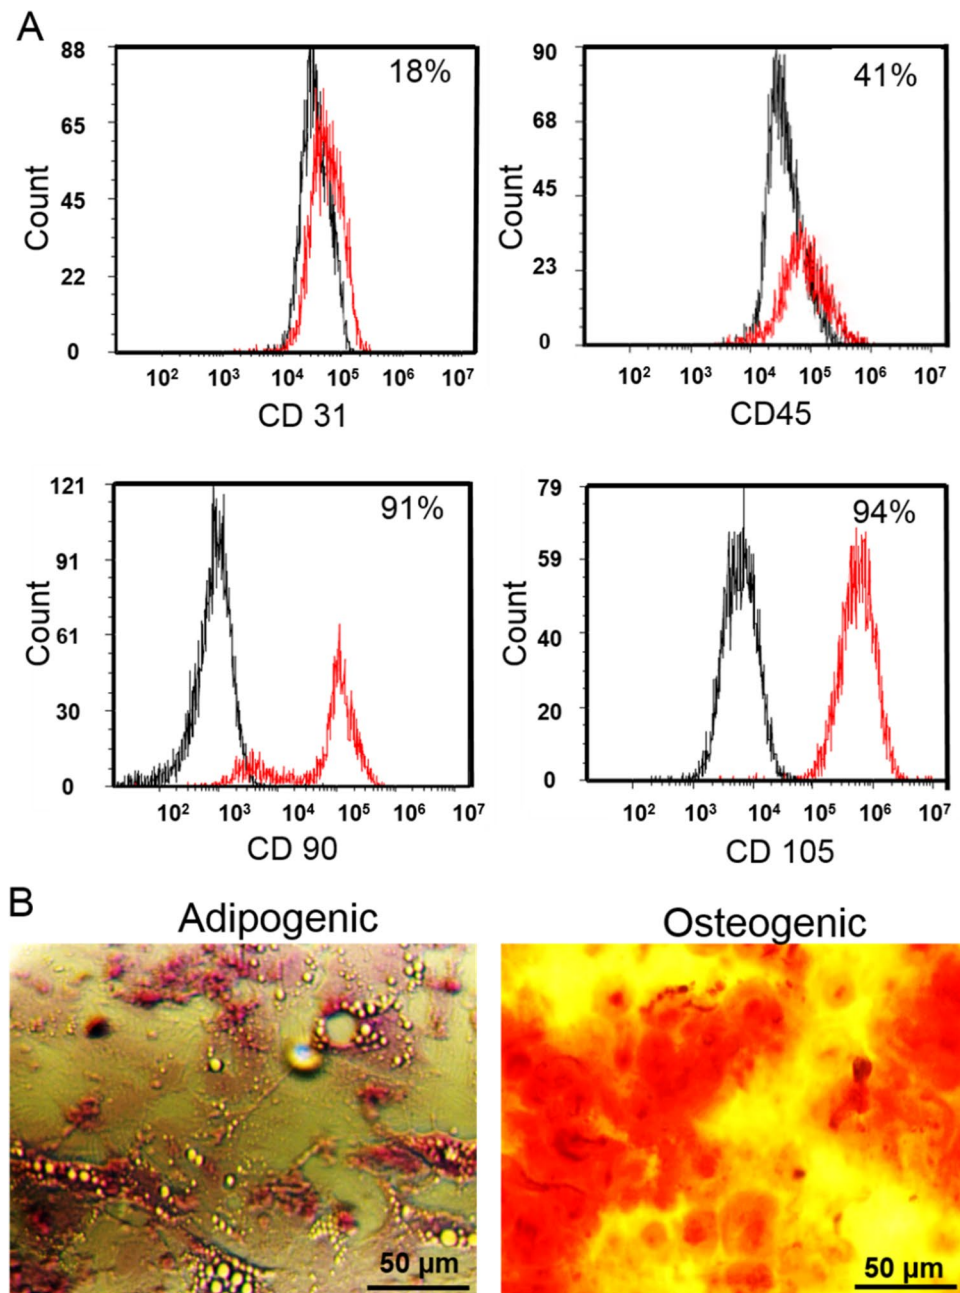 A
88
65
45
22
0
Count
18%
10² 10³ 10⁴ 10⁵ 10⁶ 10⁷
CD 31
90
68
45
23
0
Count
41%
10² 10³ 10⁴ 10⁵ 10⁶ 10⁷
CD45
121
91
61
30
0
Count
91%
10² 10³ 10⁴ 10⁵ 10⁶ 10⁷
CD 90
79
59
40
20
0
Count
94%
10² 10³ 10⁴ 10⁵ 10⁶ 10⁷
CD 105
B
Adipogenic
50 µm
Osteogenic
50 µm